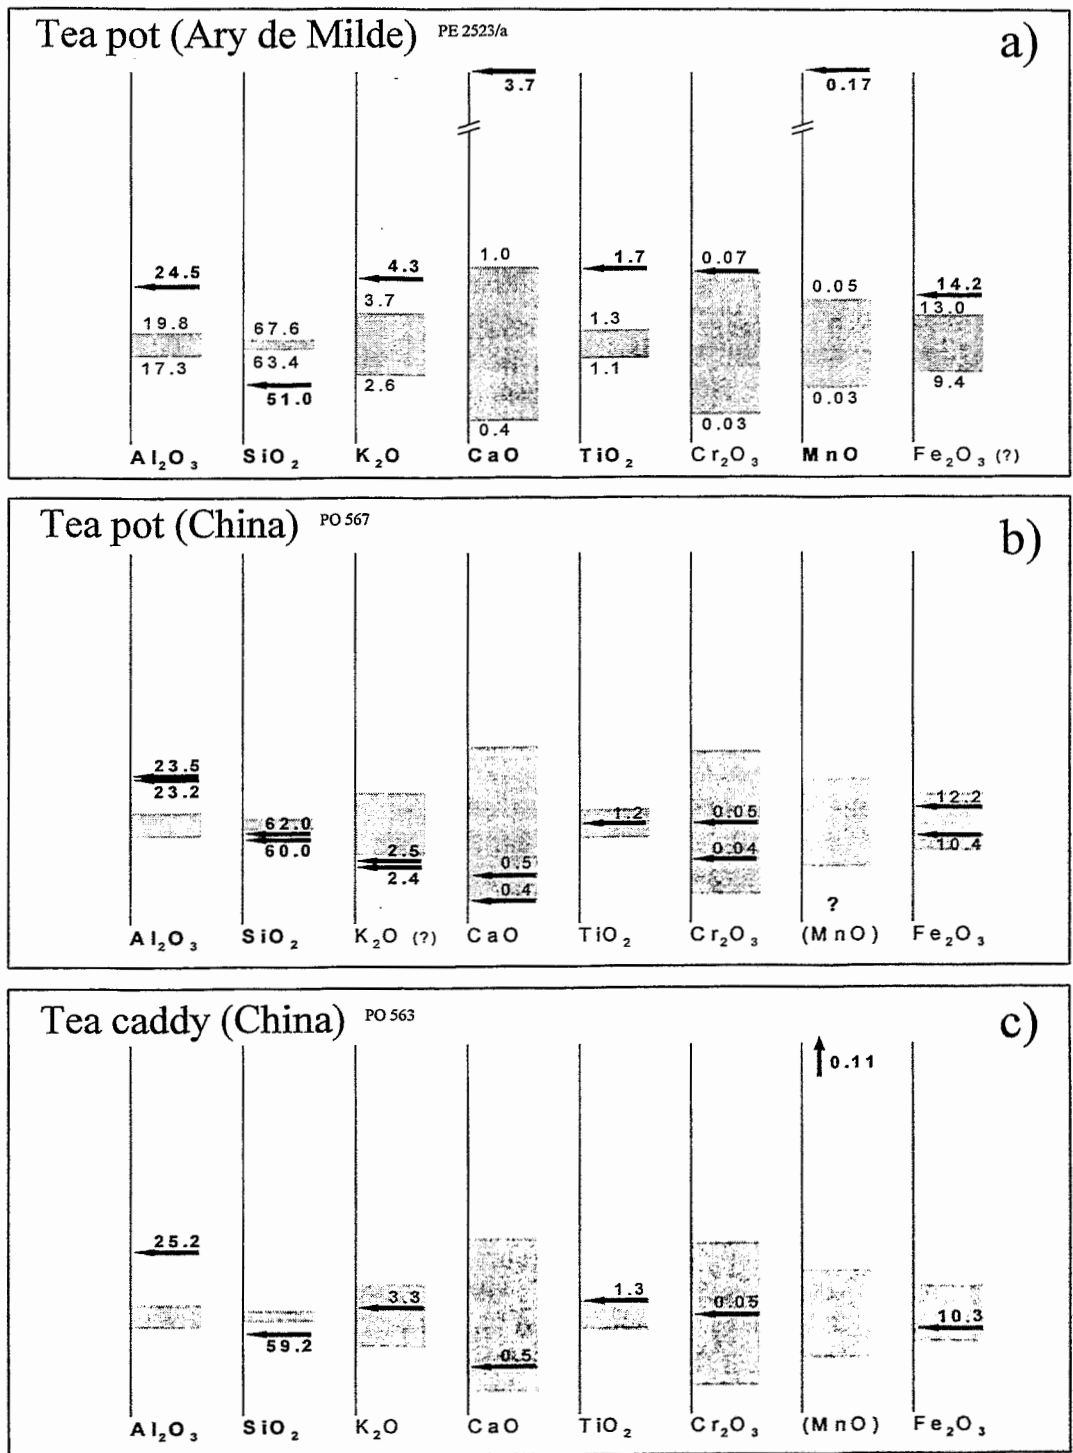 Tea pot (Ary de Milde) PE 2523/a a)
3.7 0.17
1.0
24.5 4.3 1.7 0.07
3.7 0.05 14.2
19.8 67.6 1.3 13.0
17.3 63.4 2.6 1.1 0.03 9.4
51.0 0.4 0.03
Al₂O₃ SiO₂ K₂O CaO TiO₂ Cr₂O₃ MnO Fe₂O₃ (?)
Tea pot (China) PO 567 b)
23.5
23.2 12.2
62.0 1.2 0.05
60.0 2.5 0.5 0.04 10.4
2.4 0.4 ?
Al₂O₃ SiO₂ K₂O (?) CaO TiO₂ Cr₂O₃ (MnO) Fe₂O₃
Tea caddy (China) PO 563 c)
0.11
25.2
3.3 1.3 0.05 10.3
59.2 0.5
Al₂O₃ SiO₂ K₂O CaO TiO₂ Cr₂O₃ (MnO) Fe₂O₃